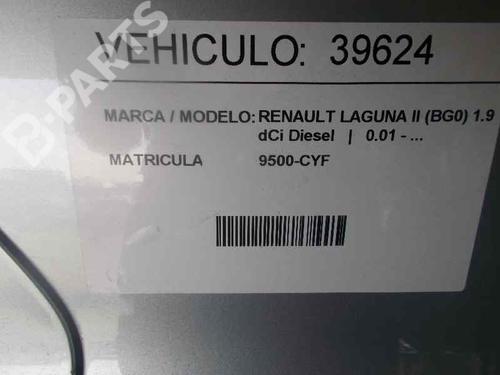 VEHICULO: 39624
MARCA / MODELO: RENAULT LAGUNA II (BG0) 1.9
dCi Diesel | 0.01 - ...
MATRICULA 9500-CYF
B-PARTS